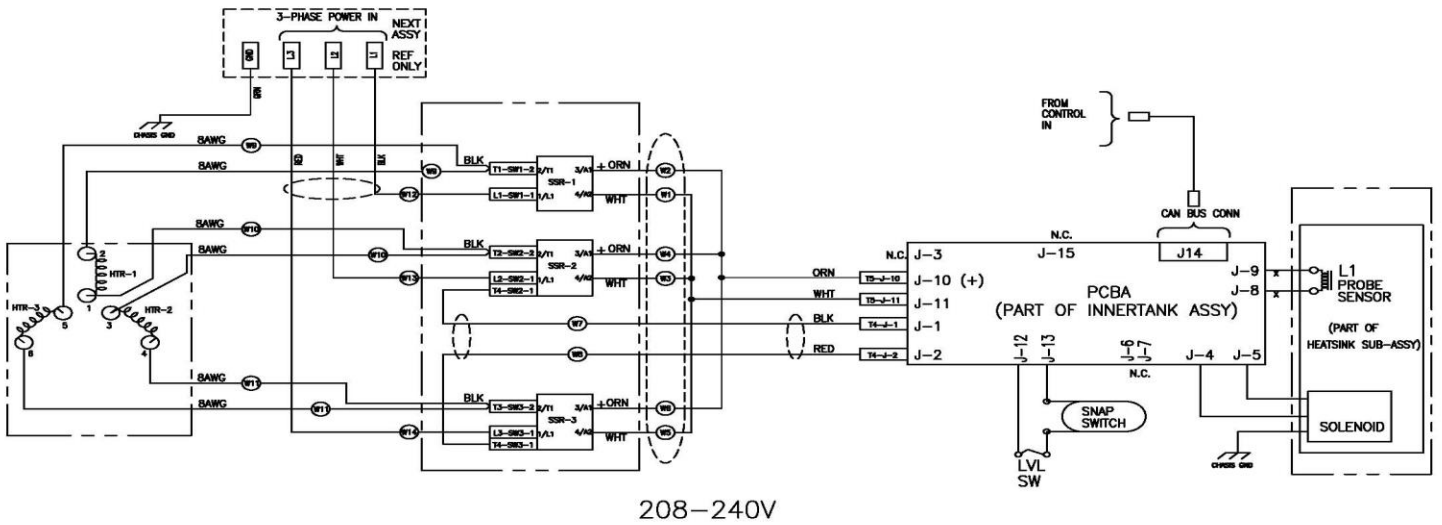 3-PHASE POWER IN
NEXT
ASSY
REF
ONLY
GND
L3
L2
L1
GRN
CHASIS GND
RED
WHT
BLK
8AWG
W9
8AWG
W9
W12
8AWG
W10
8AWG
W10
W13
8AWG
W11
8AWG
W11
W14
2
HTR-1
1
HTR-3
5
3
HTR-2
4
6
BLK
T1-SW1-2
2/T1
3/A1
+ ORN
W2
SSR-1
L1-SW1-1
1/L1
4/A2
WHT
W1
BLK
T2-SW2-2
2/T1
3/A1
+ ORN
W4
SSR-2
L2-SW2-1
1/L1
4/A2
WHT
W3
T4-SW2-1
W7
BLK
RED
BLK
T3-SW3-2
2/T1
3/A1
+ORN
W6
SSR-3
L3-SW3-1
1/L1
4/A2
WHT
W5
T4-SW3-1
FROM
CONTROL
IN
CAN BUS CONN
N.C.
N.C.
J-3
J-15
J14
ORN
T5-J-10
J-10 (+)
WHT
T5-J-11
J-11
T4-J-1
J-1
T4-J-2
J-2
PCBA
(PART OF INNERTANK ASSY)
J-9
J-8
x
x
L1
PROBE
SENSOR
(PART OF
HEATSINK SUB-ASSY)
J-12
J-13
J-6
J-7
N.C.
J-4
J-5
SNAP
SWITCH
LVL
SW
SOLENOID
CHASIS GND
208-240V